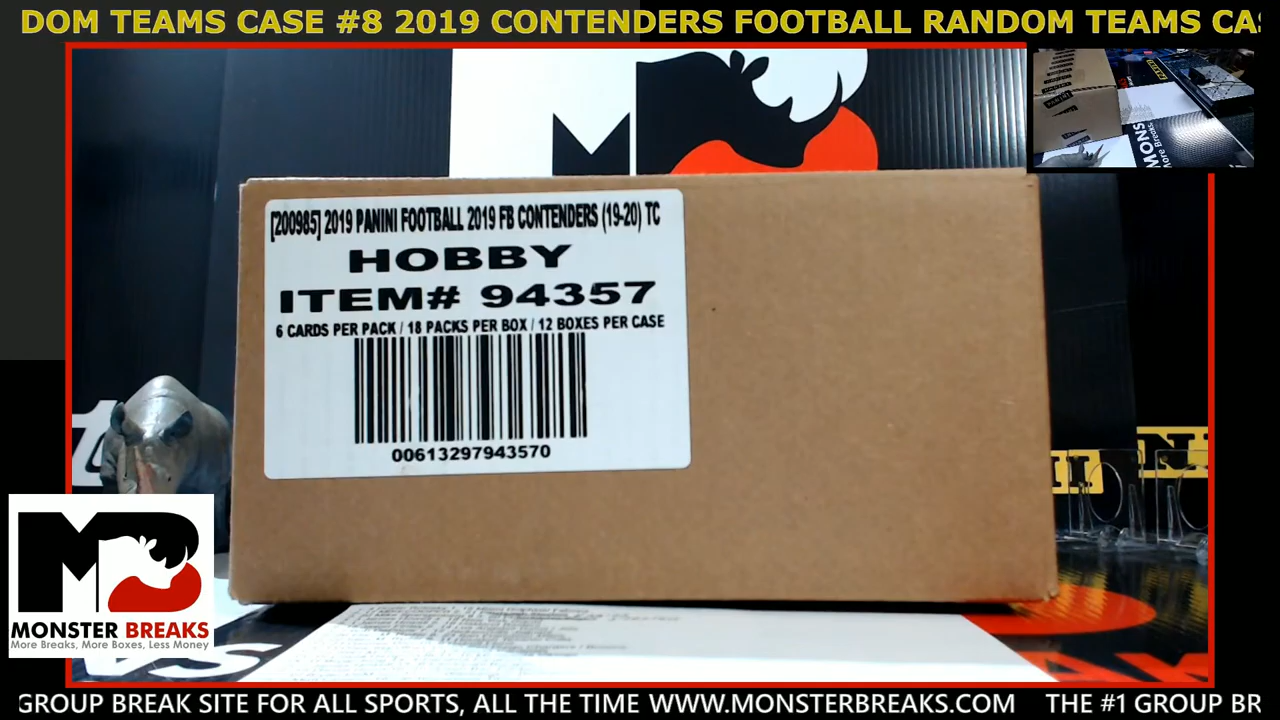 DOM TEAMS CASE #8 2019 CONTENDERS FOOTBALL RANDOM TEAMS CAS
[200985] 2019 PANINI FOOTBALL 2019 FB CONTENDERS (19-20) TC
HOBBY
ITEM# 94357
6 CARDS PER PACK / 18 PACKS PER BOX / 12 BOXES PER CASE
00613297943570
MONSTER BREAKS
More Breaks, More Boxes, Less Money
GROUP BREAK SITE FOR ALL SPORTS, ALL THE TIME WWW.MONSTERBREAKS.COM THE #1 GROUP BR